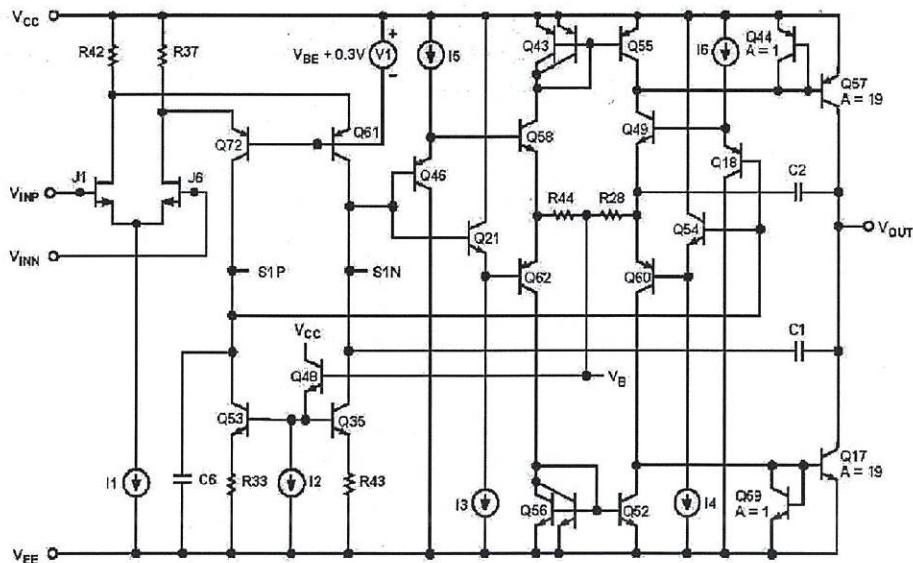 VCC
R42
R37
VBE + 0.3V
+
V1
–
I5
Q43
Q55
I6
Q44
A = 1
Q57
A = 19
Q72
Q61
Q46
Q58
Q49
Q18
J1
J6
VINP
VINN
R44
R28
C2
Q21
Q54
VOUT
S1P
S1N
Q62
Q60
VCC
C1
Q48
VB
Q53
Q35
I1
C6
R33
I2
R43
I3
Q56
Q52
I4
Q59
A = 1
Q17
A = 19
VEE